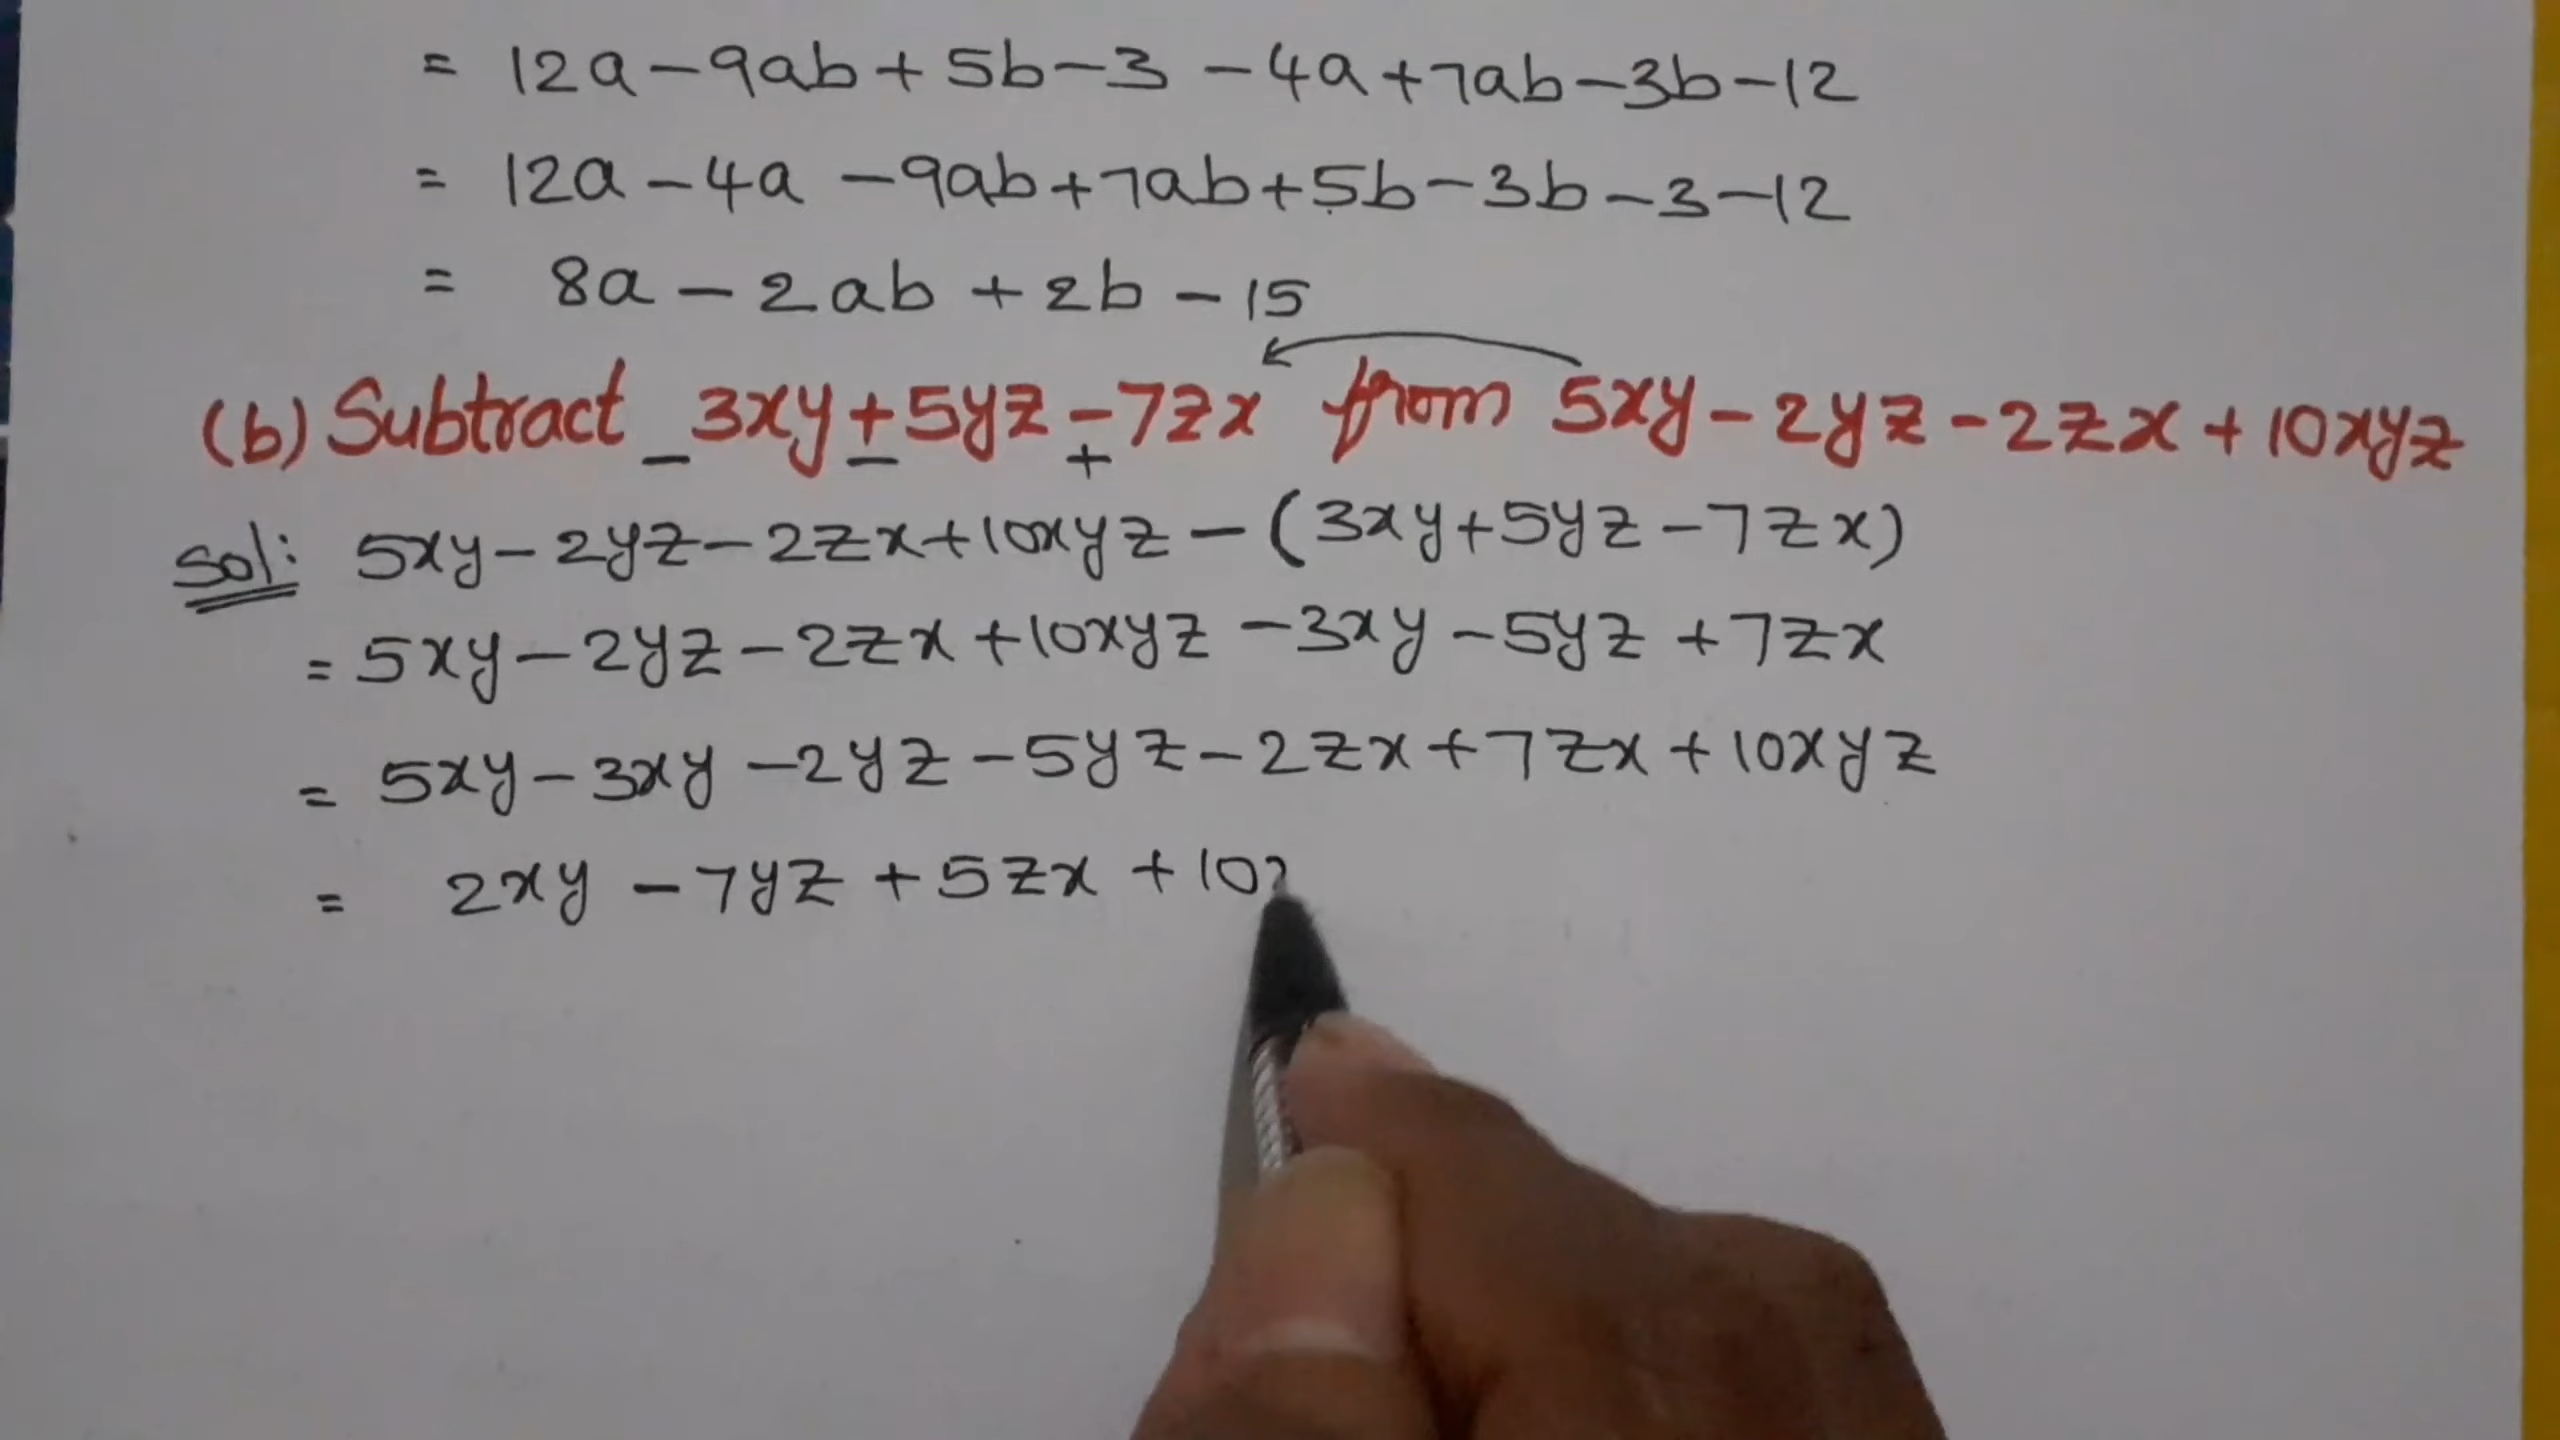 = 12a-9ab+5b-3-4a+7ab-3b-12
= 12a-4a-9ab+7ab+5b-3b-3-12
= 8a-2ab+2b-15
(b) Subtract 3xy+5yz-7zx from 5xy-2yz-2zx+10xyz
- - +
Sol: 5xy-2yz-2zx+10xyz-(3xy+5yz-7zx)
= 5xy-2yz-2zx+10xyz-3xy-5yz+7zx
= 5xy-3xy-2yz-5yz-2zx+7zx+10xyz
= 2xy-7yz+5zx+10